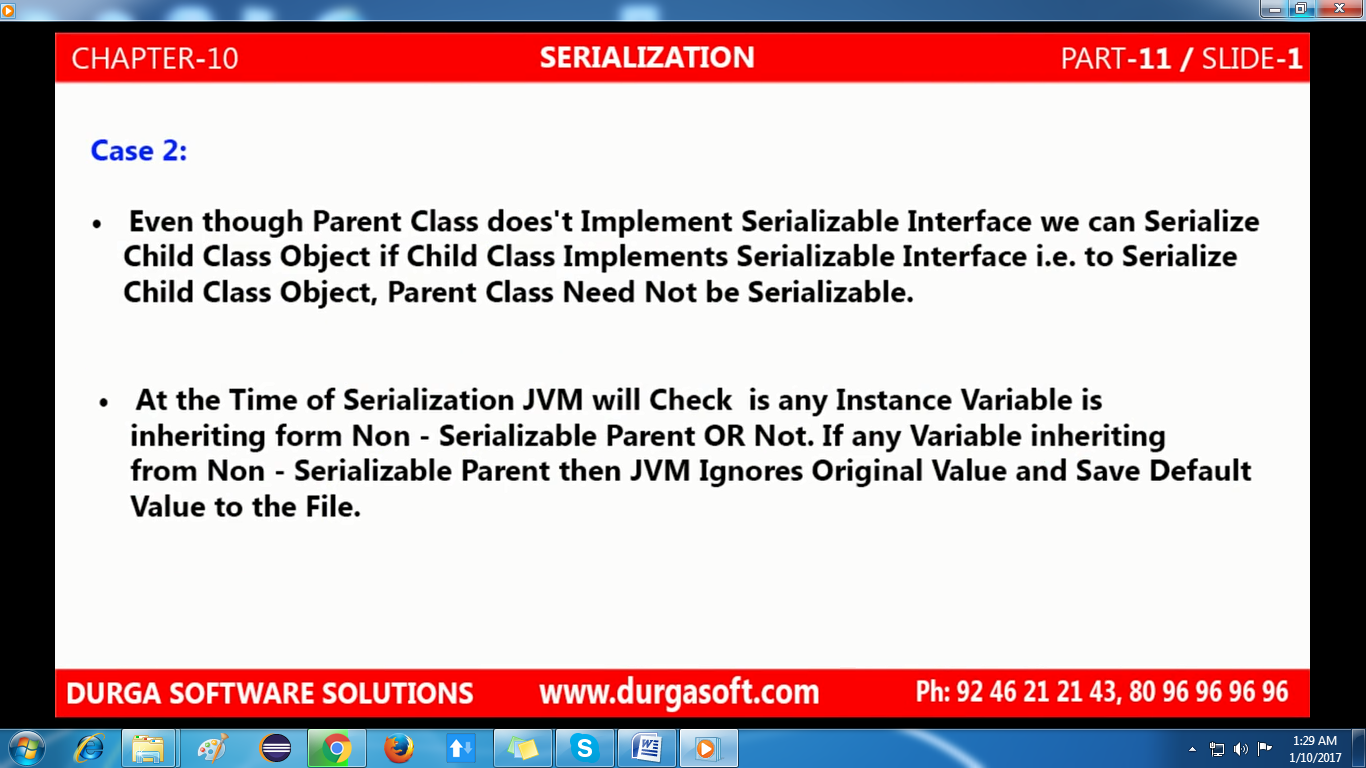 CHAPTER-10
SERIALIZATION
PART-11 / SLIDE-1
Case 2:
• Even though Parent Class does't Implement Serializable Interface we can Serialize
Child Class Object if Child Class Implements Serializable Interface i.e. to Serialize
Child Class Object, Parent Class Need Not be Serializable.
• At the Time of Serialization JVM will Check is any Instance Variable is
inheriting form Non - Serializable Parent OR Not. If any Variable inheriting
from Non - Serializable Parent then JVM Ignores Original Value and Save Default
Value to the File.
DURGA SOFTWARE SOLUTIONS
www.durgasoft.com
Ph: 92 46 21 21 43, 80 96 96 96 96
1:29 AM
1/10/2017